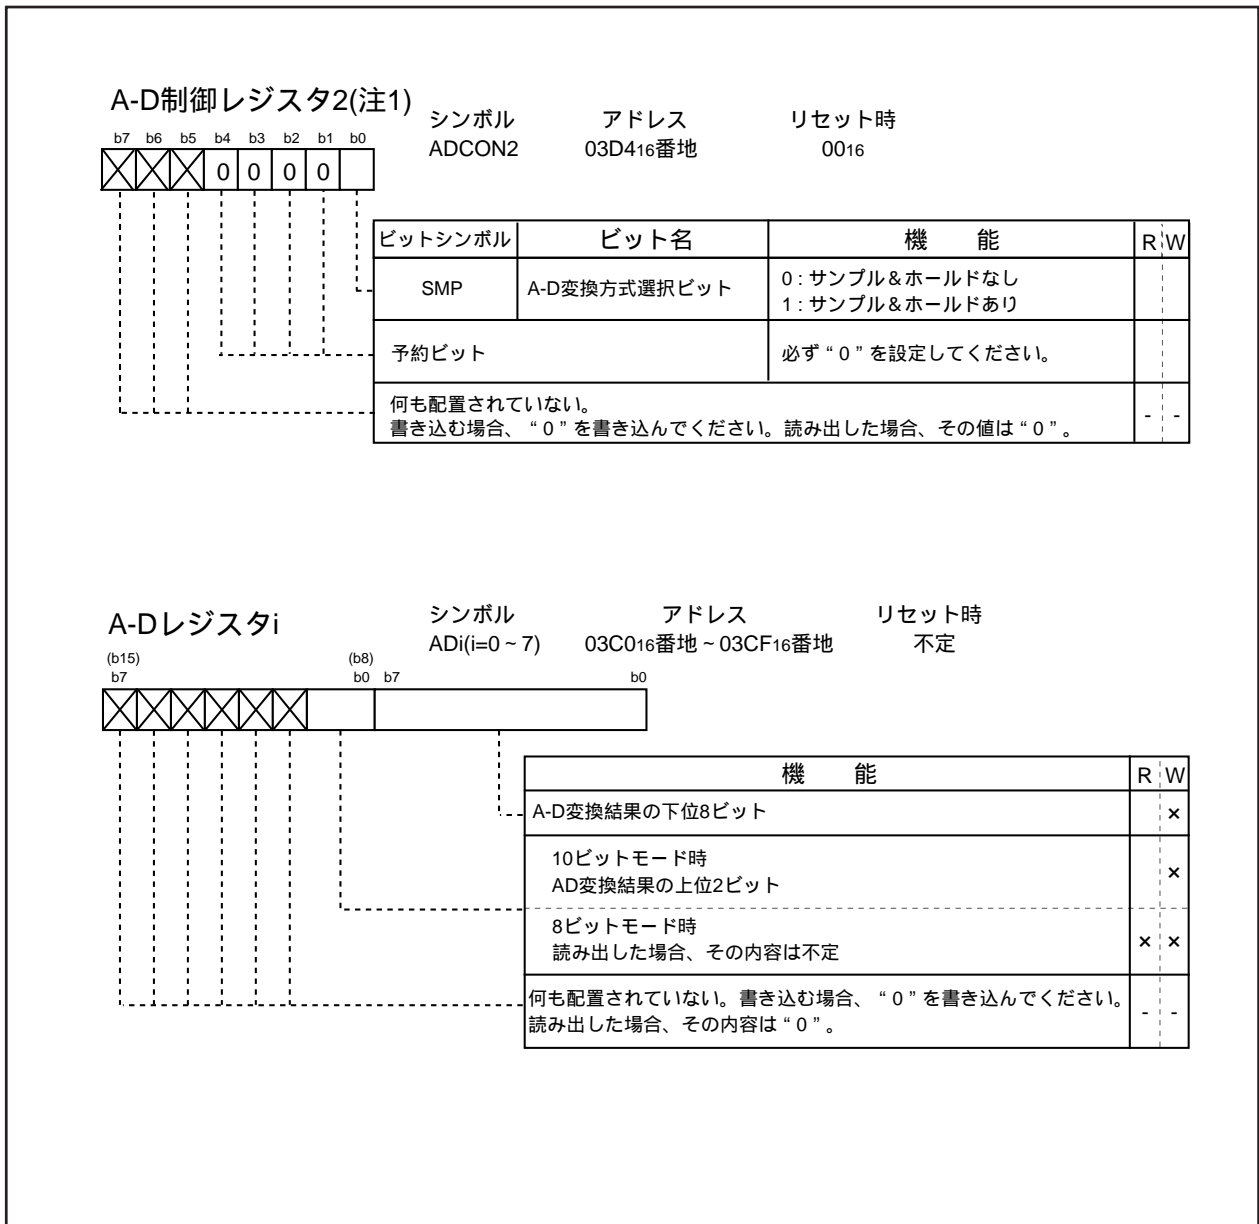 A-D制御レジスタ2(注1)
シンボル アドレス リセット時
ADCON2 03D416番地 0016
b7 b6 b5 b4 b3 b2 b1 b0
0 0 0 0
ビットシンボル ビット名 機 能 R W
SMP A-D変換方式選択ビット 0 : サンプル&ホールドなし
1 : サンプル&ホールドあり
予約ビット 必ず“0”を設定してください。
何も配置されていない。
書き込む場合、“0”を書き込んでください。読み出した場合、その値は“0”。 - -
A-Dレジスタi
シンボル アドレス リセット時
ADi(i=0~7) 03C016番地~03CF16番地 不定
(b15) (b8)
b7 b0 b7 b0
機 能 R W
A-D変換結果の下位8ビット ×
10ビットモード時
AD変換結果の上位2ビット ×
8ビットモード時
読み出した場合、その内容は不定 × ×
何も配置されていない。書き込む場合、“0”を書き込んでください。
読み出した場合、その内容は“0”。 - -